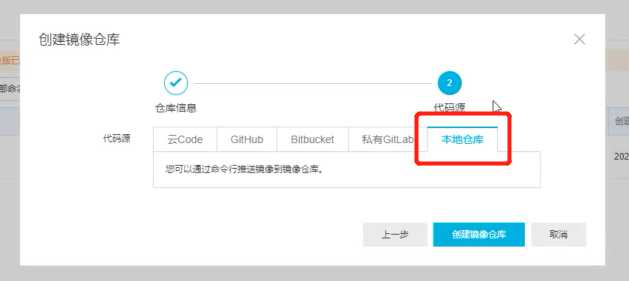 创建镜像仓库
仓库信息
2
代码源
代码源
云Code
GitHub
Bitbucket
私有GitLab
本地仓库
您可以通过命令行推送镜像到镜像仓库。
上一步
创建镜像仓库
取消
202